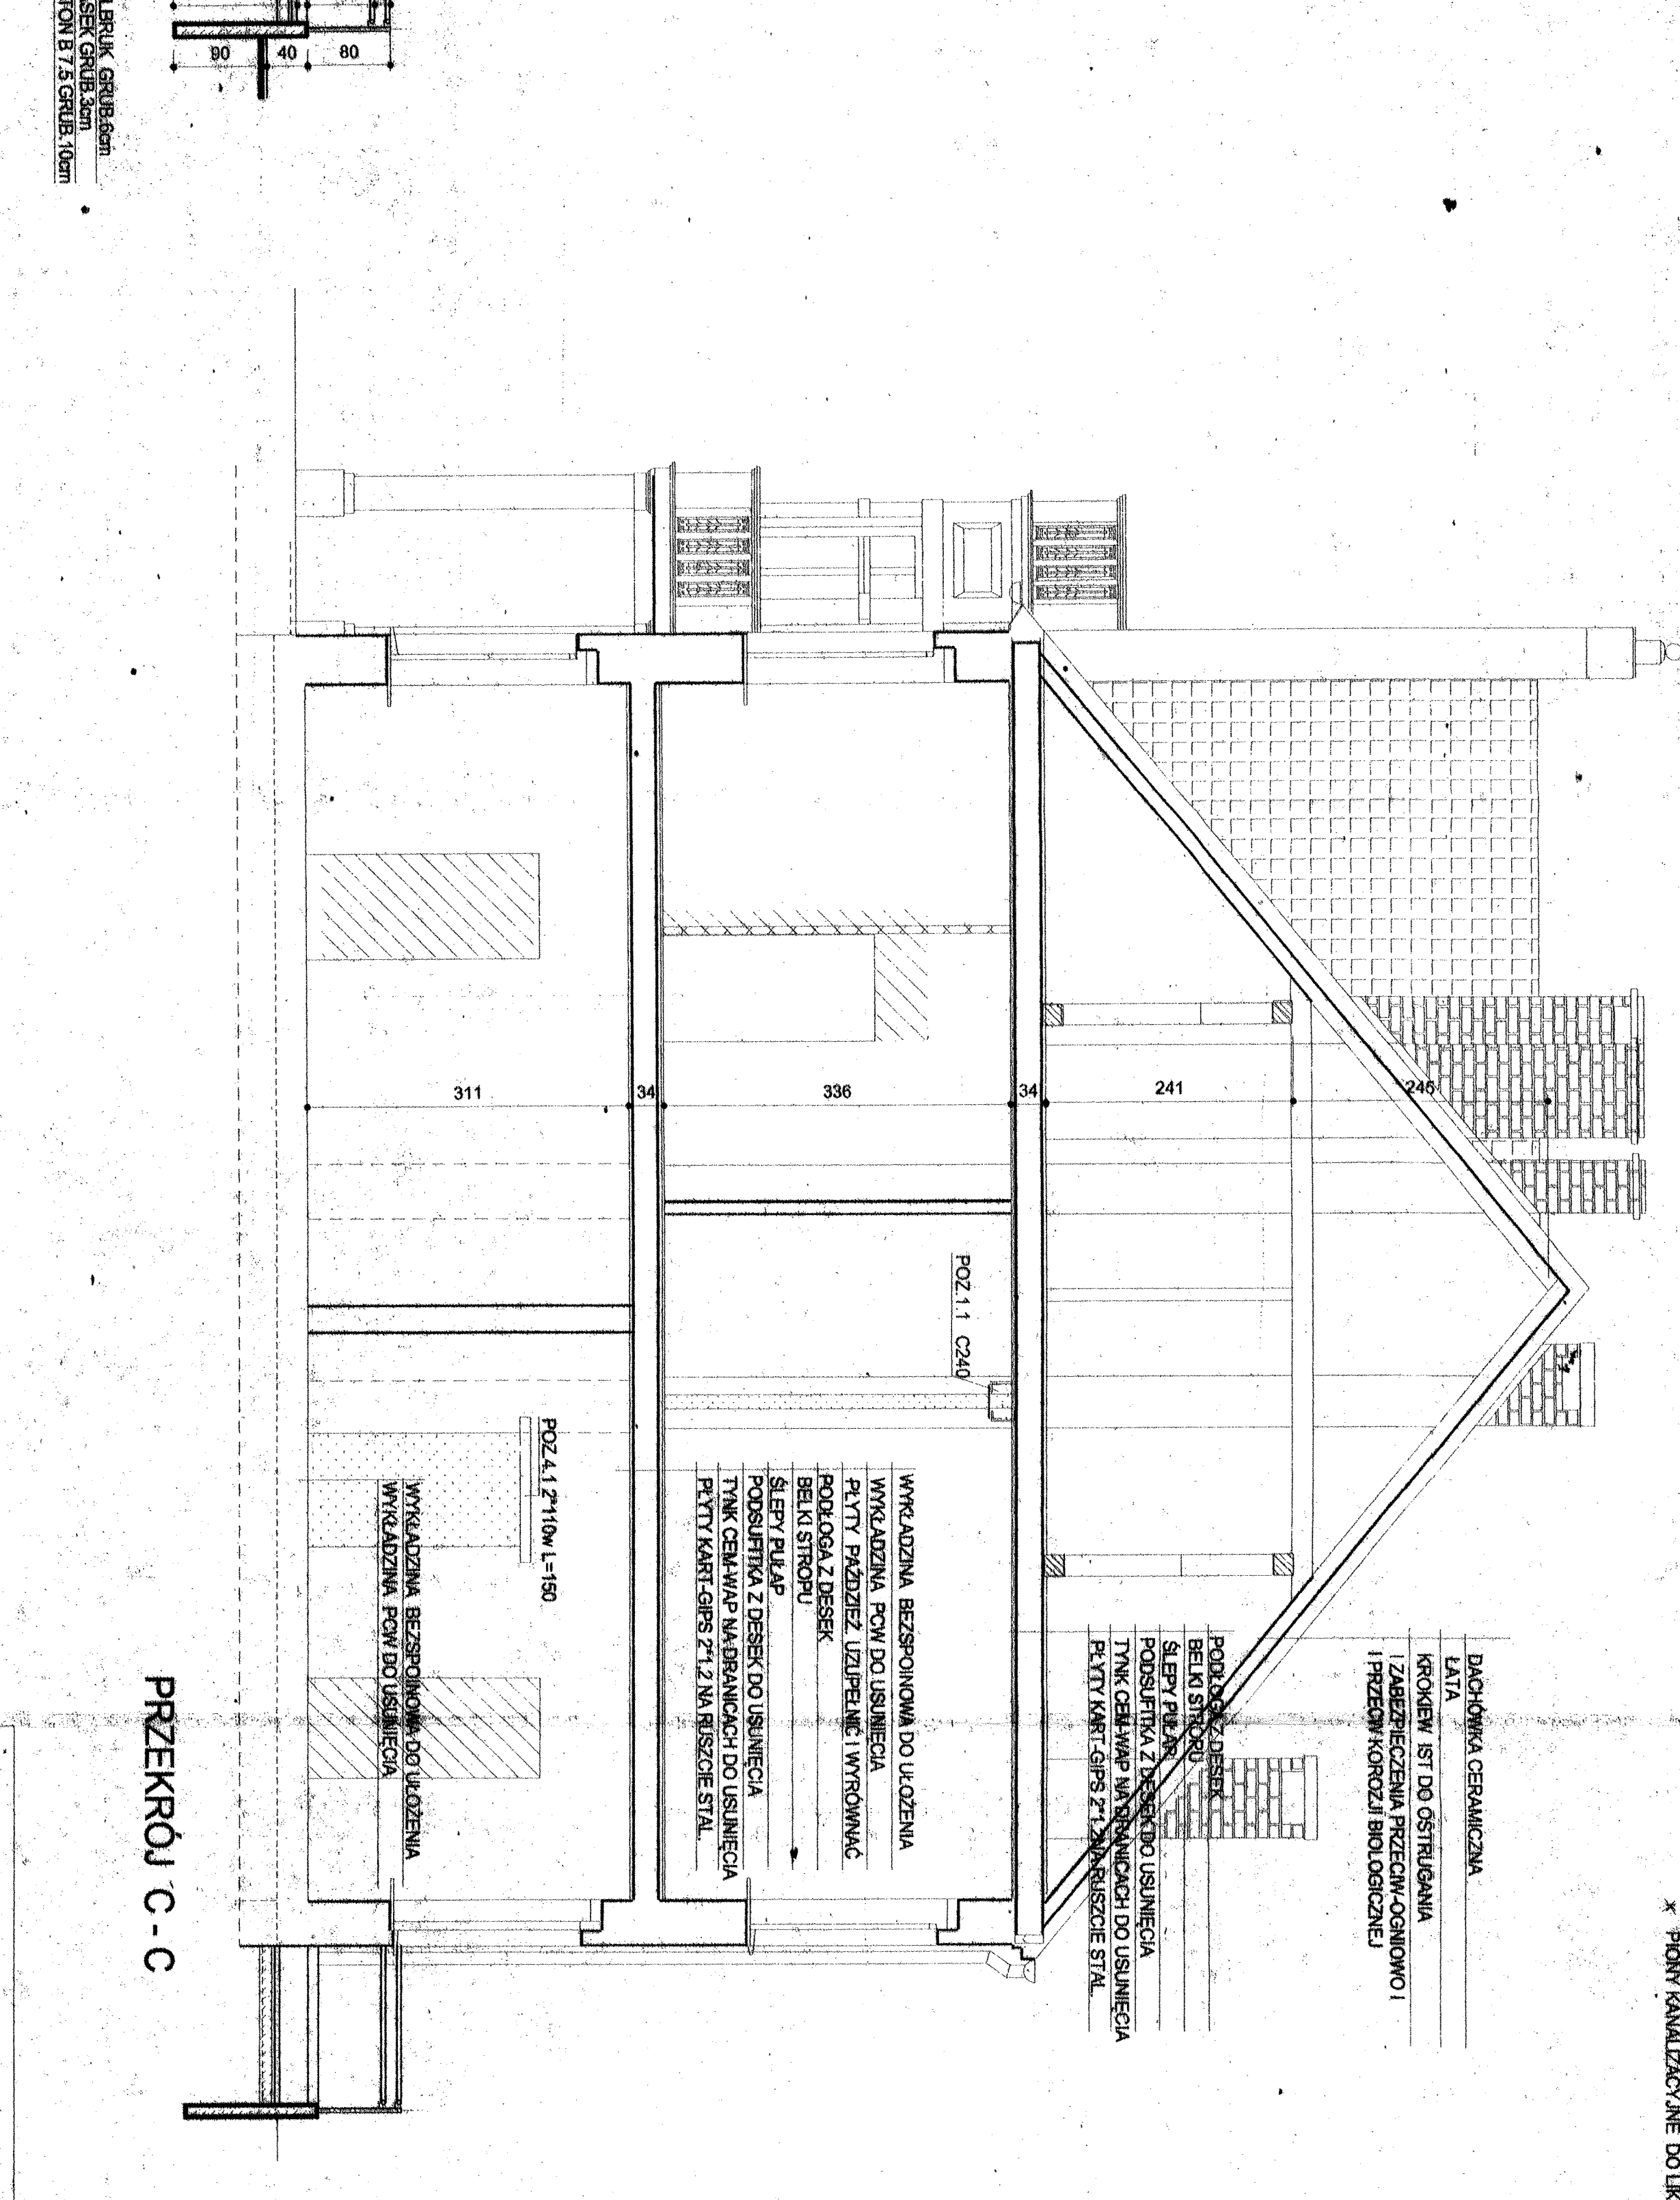 x PIONY KANALIZACYJNE DO
DACHÓWKA CERAMICZNA
ŁATA
KROKIEW IST DO OSTRUGANIA
I ZABEZPIECZENIA PRZECIW-OGNIOWO I
I PRZECIW KOROZJI BIOLOGICZNEJ
PODŁOGA Z DESEK
BELKI STROPU
ŚLEPY PUŁAP
PODSUFITKA Z DESEK DO USUNIĘCIA
TYNK CEM-WAP NA DRANICACH DO USUNIĘCIA
PŁYTY KART-GIPS 2*1.2 NA RUSZCIE STAL.
245
241
34
336
34
311
POZ.1.1 C240
WYKŁADZINA BEZSPOINOWA DO UŁOŻENIA
WYKŁADZINA PCW DO USUNIĘCIA
PŁYTY PAŹDZIEŻ. UZUPEŁNIĆ I WYRÓWNAĆ
PODŁOGA Z DESEK
BELKI STROPU
ŚLEPY PUŁAP
PODSUFITKA Z DESEK DO USUNIĘCIA
TYNK CEM-WAP NA DRANICACH DO USUNIĘCIA
PŁYTY KART-GIPS 2*1.2 NA RUSZCIE STAL.
POZ.4.1 2*110w L=150
WYKŁADZINA BEZSPOINOWA DO UŁOŻENIA
WYKŁADZINA PCW DO USUNIĘCIA
PRZEKRÓJ C - C
90 40 80
LBRUK GRUB.6cm
ASEK GRUB.3cm
TON B 7.5 GRUB.10cm